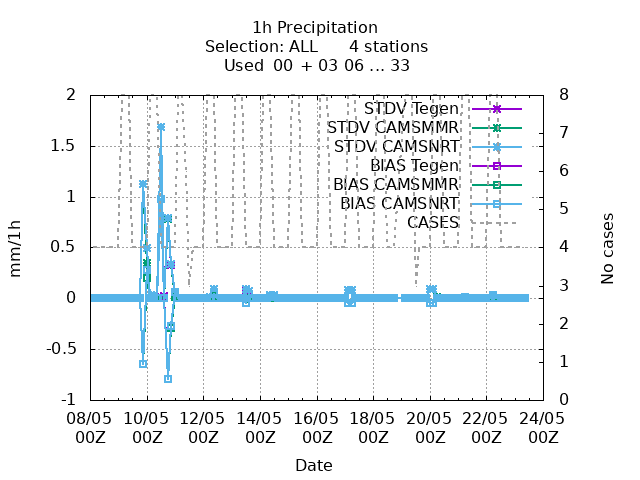 1h Precipitation
Selection: ALL 4 stations
Used 00 + 03 06 ... 33
STDV Tegen
STDV CAMSMMR
STDV CAMSNRT
BIAS Tegen
BIAS CAMSMMR
BIAS CAMSNRT
CASES
2
1.5
1
0.5
0
-0.5
-1
mm/1h
8
7
6
5
4
3
2
1
0
No cases
08/05 10/05 12/05 14/05 16/05 18/05 20/05 22/05 24/05
00Z 00Z 00Z 00Z 00Z 00Z 00Z 00Z 00Z
Date